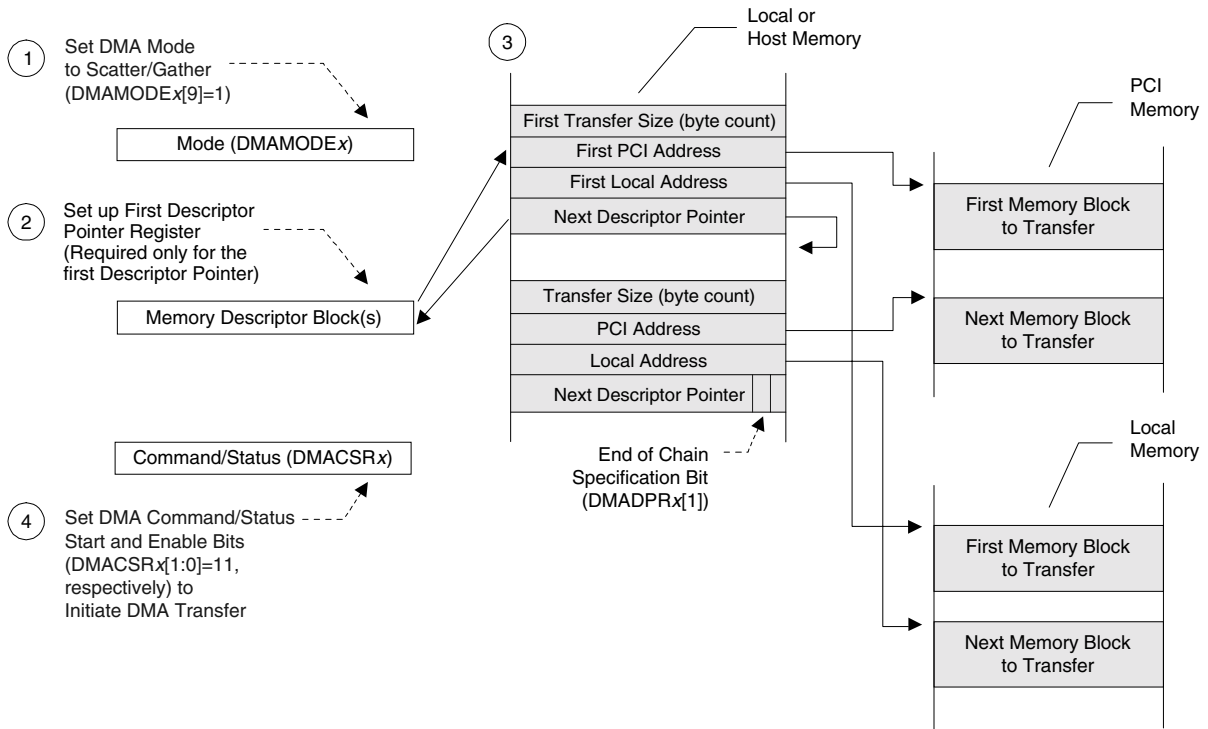 1
Set DMA Mode
to Scatter/Gather
(DMAMODEx[9]=1)
Mode (DMAMODEx)
2
Set up First Descriptor
Pointer Register
(Required only for the
first Descriptor Pointer)
Memory Descriptor Block(s)
Command/Status (DMACSRx)
4
Set DMA Command/Status
Start and Enable Bits
(DMACSRx[1:0]=11,
respectively) to
Initiate DMA Transfer
3
Local or
Host Memory
First Transfer Size (byte count)
First PCI Address
First Local Address
Next Descriptor Pointer
Transfer Size (byte count)
PCI Address
Local Address
Next Descriptor Pointer
End of Chain
Specification Bit
(DMADPRx[1])
PCI
Memory
First Memory Block
to Transfer
Next Memory Block
to Transfer
Local
Memory
First Memory Block
to Transfer
Next Memory Block
to Transfer